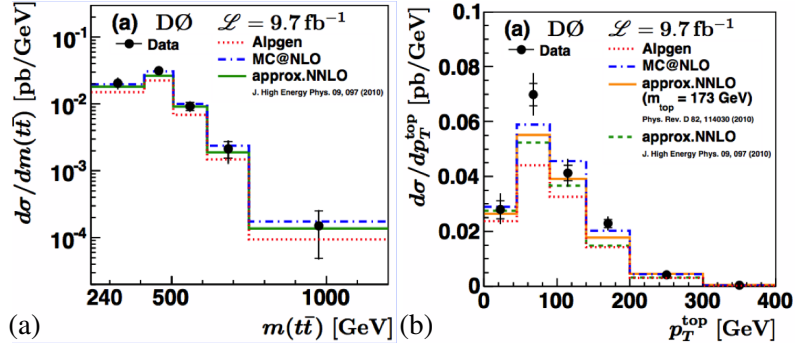 (a) DØ ℒ = 9.7 fb⁻¹
Data
Alpgen
MC@NLO
approx.NNLO
J. High Energy Phys. 09, 097 (2010)
dσ/dm(tt̄) [pb/GeV]
10⁻¹
10⁻²
10⁻³
10⁻⁴
240 500 1000
m(tt̄) [GeV]
(a)
(a) DØ ℒ = 9.7 fb⁻¹
Data
Alpgen
MC@NLO
approx.NNLO
(m_top = 173 GeV)
Phys. Rev. D 82, 114030 (2010)
approx.NNLO
J. High Energy Phys. 09, 097 (2010)
dσ/dp_T^top [pb/GeV]
0.1
0.08
0.06
0.04
0.02
0
0 100 200 300 400
p_T^top [GeV]
(b)